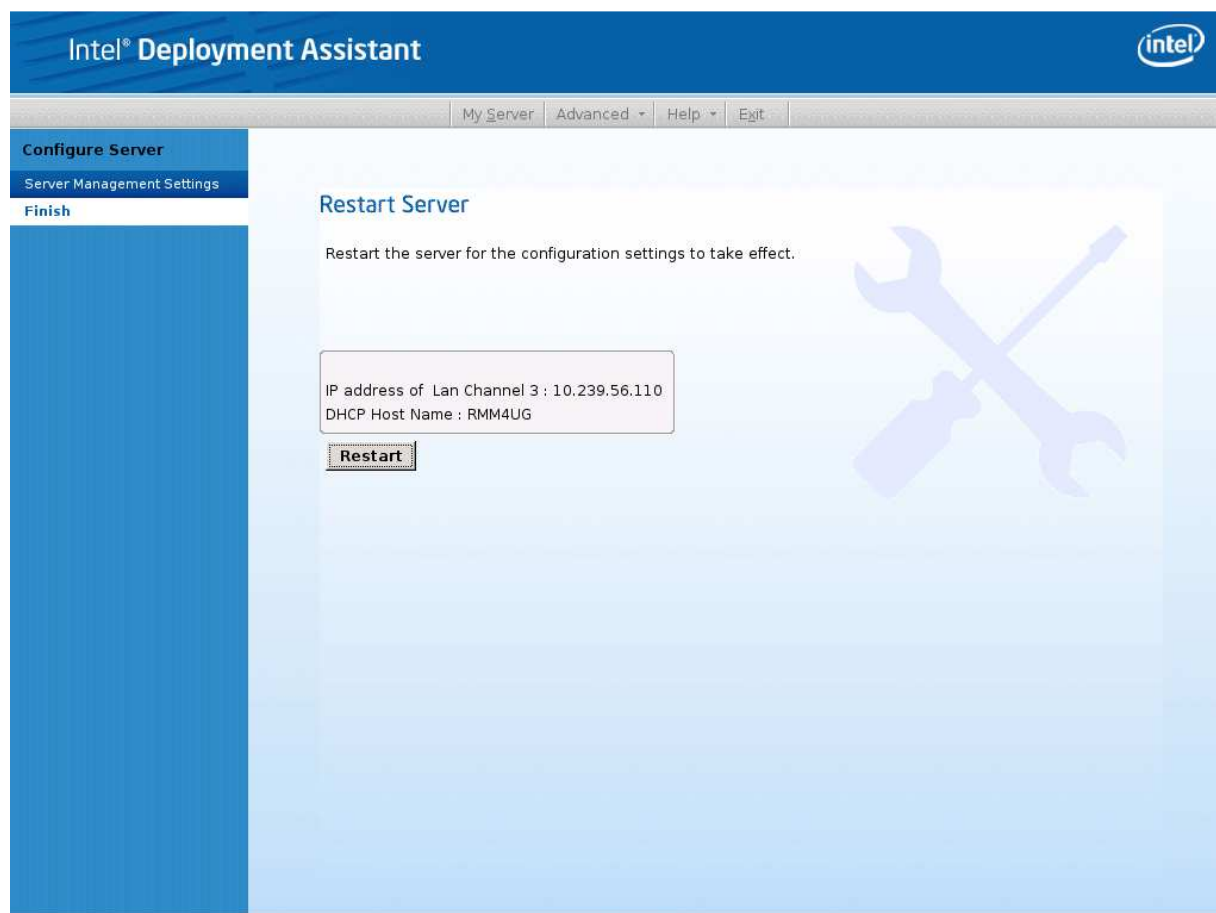 Intel® Deployment Assistant
intel
My Server
Advanced
Help
Exit
Configure Server
Server Management Settings
Finish
Restart Server
Restart the server for the configuration settings to take effect.
IP address of Lan Channel 3 : 10.239.56.110
DHCP Host Name : RMM4UG
Restart